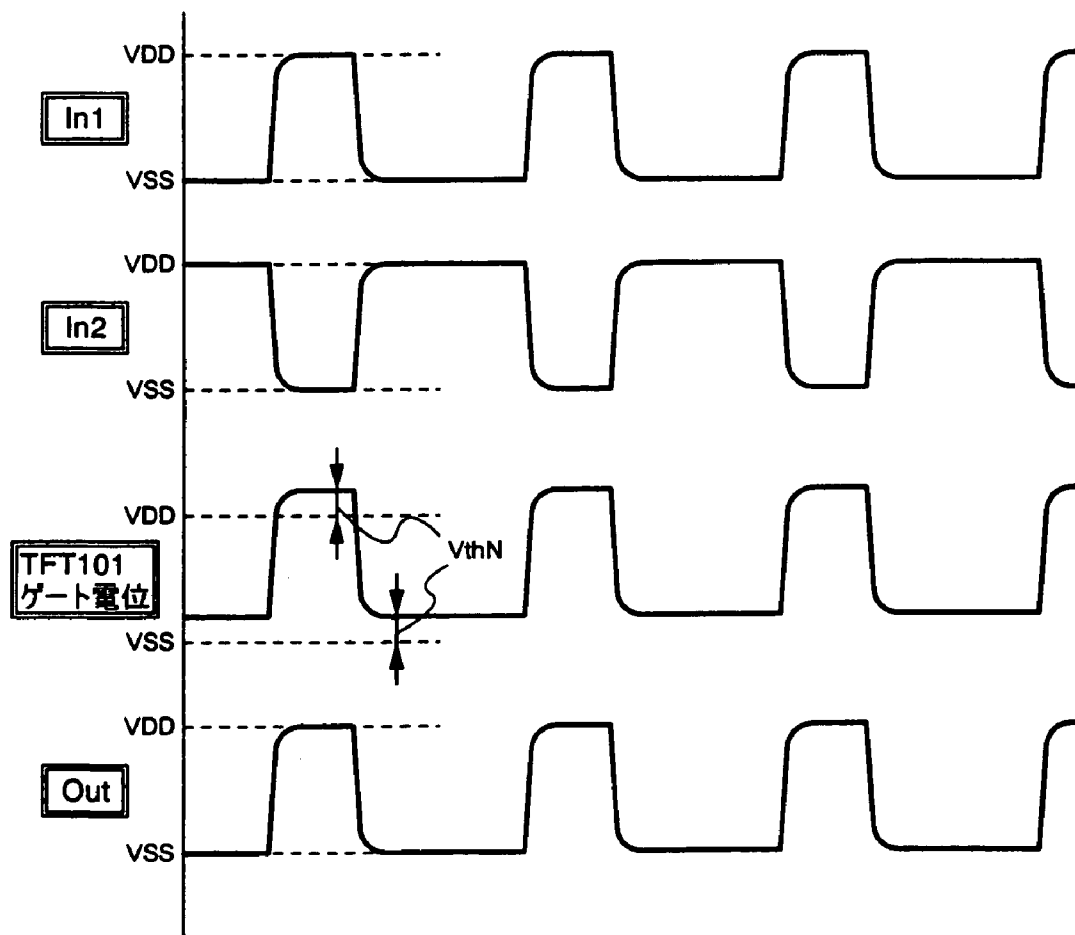 VDD
In1
VSS
VDD
In2
VSS
VDD
VthN
TFT101
ゲート電位
VSS
VDD
Out
VSS